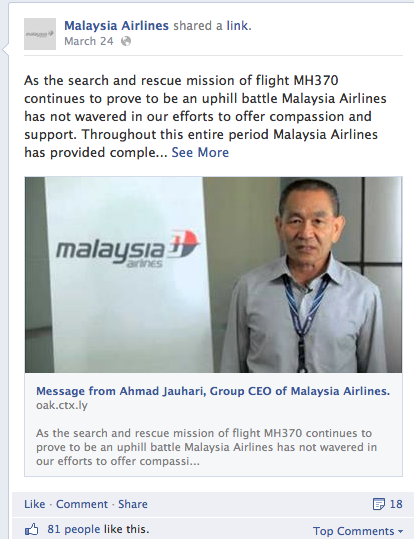 Malaysia Airlines shared a link.
March 24
As the search and rescue mission of flight MH370
continues to prove to be an uphill battle Malaysia Airlines
has not wavered in our efforts to offer compassion and
support. Throughout this entire period Malaysia Airlines
has provided comple... See More
malaysia
airlines
Message from Ahmad Jauhari, Group CEO of Malaysia Airlines.
oak.ctx.ly
As the search and rescue mission of flight MH370 continues to
prove to be an uphill battle Malaysia Airlines has not wavered in
our efforts to offer compassi...
Like · Comment · Share 18
81 people like this.
Top Comments